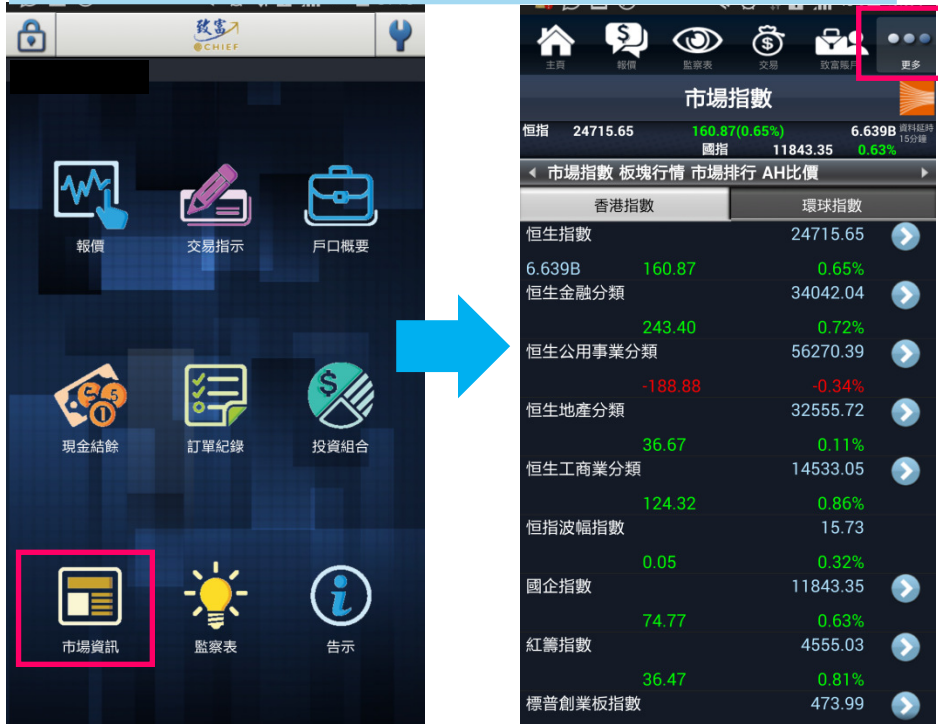 致富
CHIEF
報價
交易指示
戶口概要
現金結餘
訂單紀錄
投資組合
市場資訊
監察表
告示
主頁 報價 監察表 交易 致富賬戶 更多
市場指數
恒指 24715.65 160.87(0.65%) 6.639B 資料延時
15分鐘
國指 11843.35 0.63%
市場指數 板塊行情 市場排行 AH比價
香港指數 環球指數
恒生指數 24715.65
6.639B 160.87 0.65%
恒生金融分類 34042.04
243.40 0.72%
恒生公用事業分類 56270.39
-188.88 -0.34%
恒生地產分類 32555.72
36.67 0.11%
恒生工商業分類 14533.05
124.32 0.86%
恒指波幅指數 15.73
0.05 0.32%
國企指數 11843.35
74.77 0.63%
紅籌指數 4555.03
36.47 0.81%
標普創業板指數 473.99